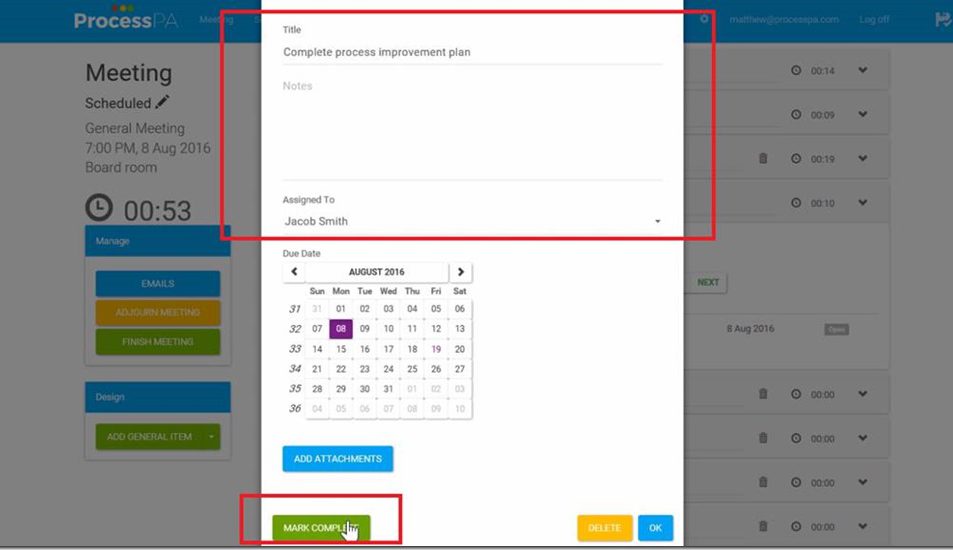 ProcessPA
Meeting
matthew@processpa.com
Log off
Meeting
Scheduled
General Meeting
7:00 PM, 8 Aug 2016
Board room
00:53
Manage
EMAILS
ADJOURN MEETING
FINISH MEETING
Design
ADD GENERAL ITEM
Title
Complete process improvement plan
Notes
Assigned To
Jacob Smith
Due Date
AUGUST 2016
Sun Mon Tue Wed Thu Fri Sat
31 31 01 02 03 04 05 06
32 07 08 09 10 11 12 13
33 14 15 16 17 18 19 20
34 21 22 23 24 25 26 27
35 28 29 30 31 01 02 03
36 04 05 06 07 08 09 10
ADD ATTACHMENTS
MARK COMPLETE
DELETE
OK
00:14
00:09
00:19
00:10
NEXT
8 Aug 2016
Open
00:00
00:00
00:00
00:00